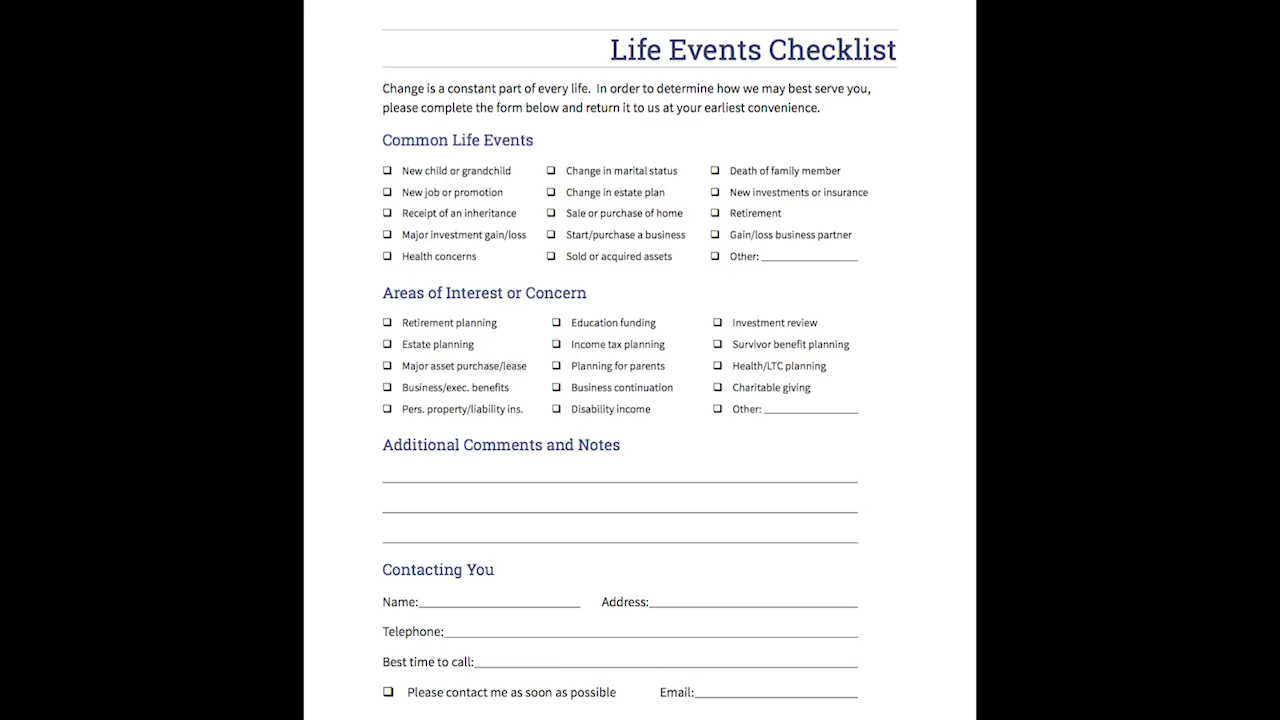 Life Events Checklist
Change is a constant part of every life. In order to determine how we may best serve you,
please complete the form below and return it to us at your earliest convenience.
Common Life Events
New child or grandchild Change in marital status Death of family member
New job or promotion Change in estate plan New investments or insurance
Receipt of an inheritance Sale or purchase of home Retirement
Major investment gain/loss Start/purchase a business Gain/loss business partner
Health concerns Sold or acquired assets Other:
Areas of Interest or Concern
Retirement planning Education funding Investment review
Estate planning Income tax planning Survivor benefit planning
Major asset purchase/lease Planning for parents Health/LTC planning
Business/exec. benefits Business continuation Charitable giving
Pers. property/liability ins. Disability income Other:
Additional Comments and Notes
Contacting You
Name: Address:
Telephone:
Best time to call:
Please contact me as soon as possible Email: